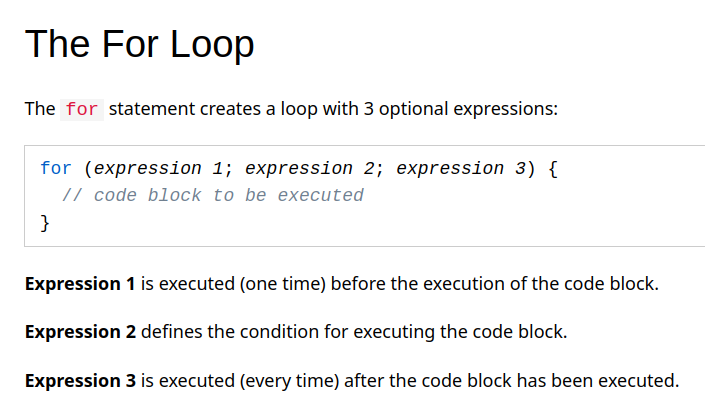 The For Loop
The for statement creates a loop with 3 optional expressions:
for (expression 1; expression 2; expression 3) {
  // code block to be executed
}
Expression 1 is executed (one time) before the execution of the code block.
Expression 2 defines the condition for executing the code block.
Expression 3 is executed (every time) after the code block has been executed.